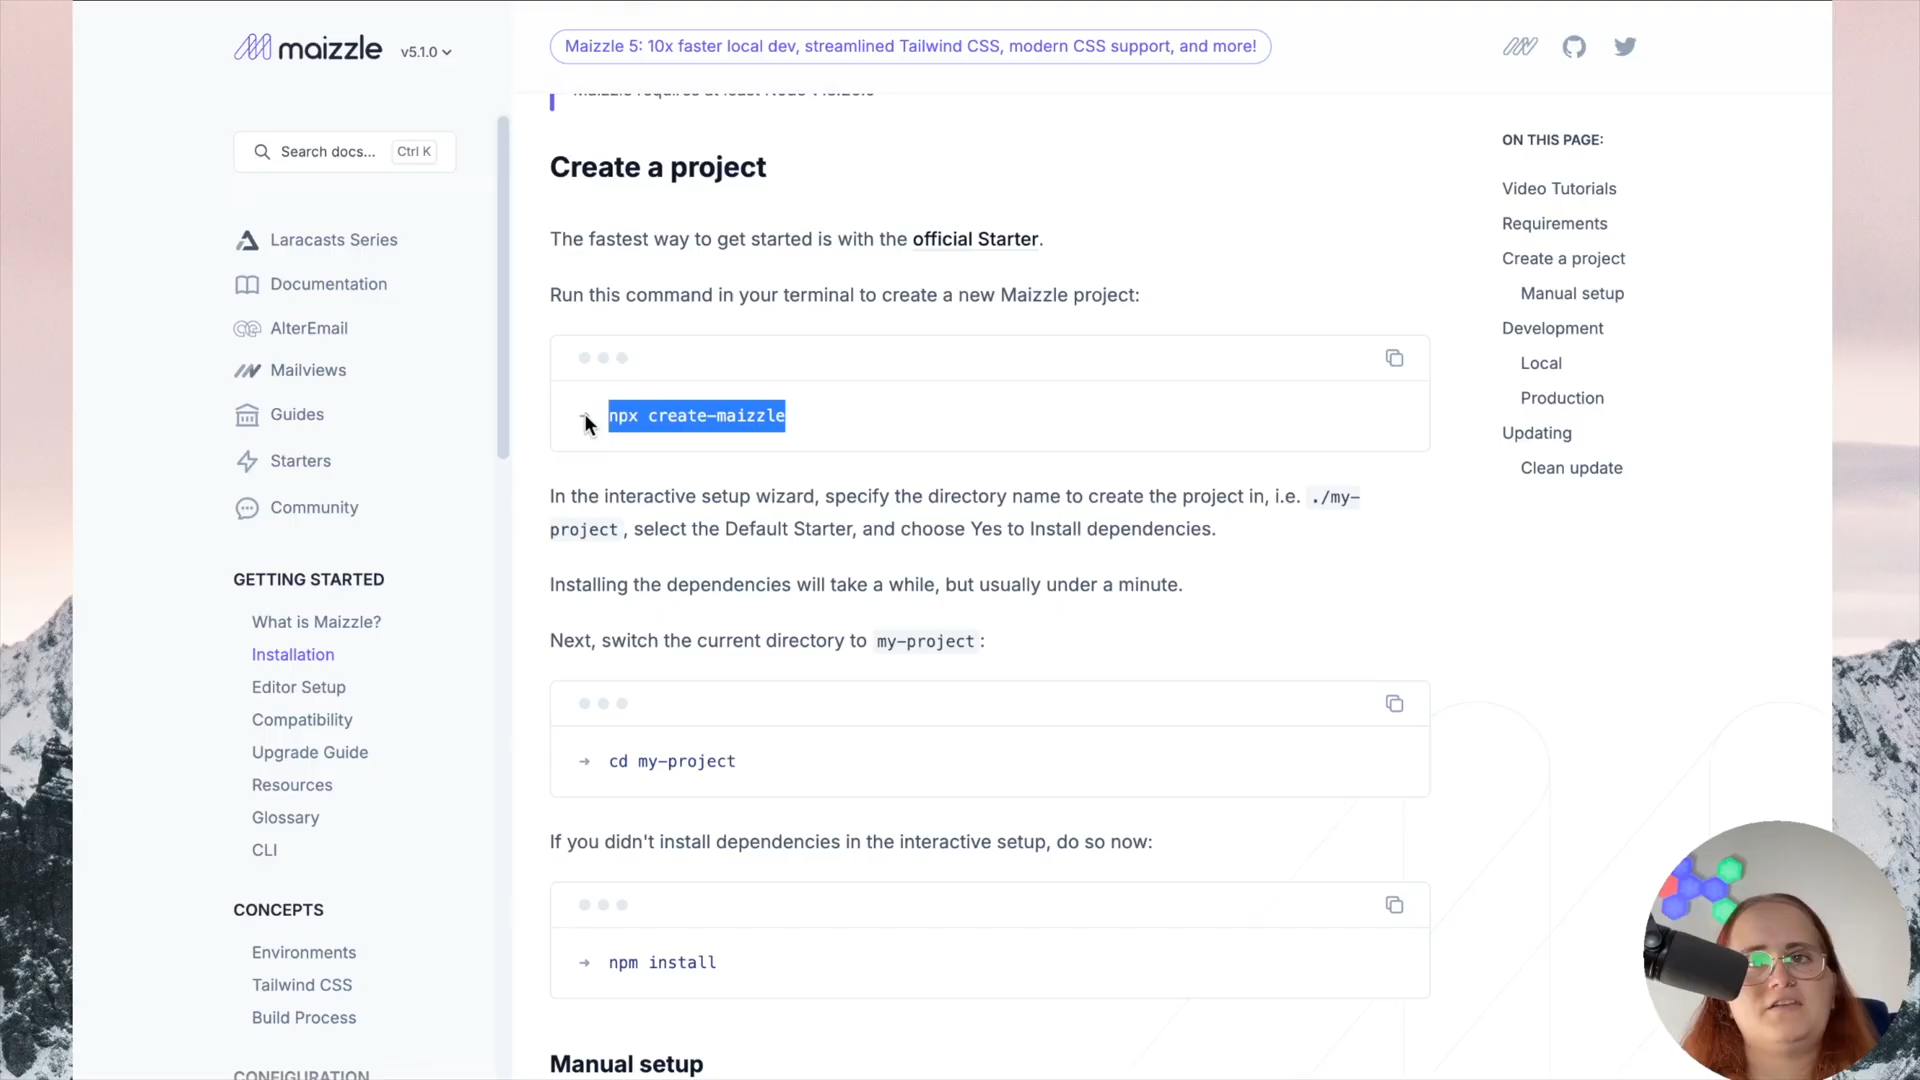 maizzle v5.1.0
Maizzle 5: 10x faster local dev, streamlined Tailwind CSS, modern CSS support, and more!
Search docs... Ctrl K
Laracasts Series
Documentation
AlterEmail
Mailviews
Guides
Starters
Community
GETTING STARTED
What is Maizzle?
Installation
Editor Setup
Compatibility
Upgrade Guide
Resources
Glossary
CLI
CONCEPTS
Environments
Tailwind CSS
Build Process
CONFIGURATION
Maizzle requires at least Node
Create a project
The fastest way to get started is with the official Starter.
Run this command in your terminal to create a new Maizzle project:
npx create-maizzle
In the interactive setup wizard, specify the directory name to create the project in, i.e. ./my-
project, select the Default Starter, and choose Yes to Install dependencies.
Installing the dependencies will take a while, but usually under a minute.
Next, switch the current directory to my-project:
→ cd my-project
If you didn't install dependencies in the interactive setup, do so now:
→ npm install
Manual setup
ON THIS PAGE:
Video Tutorials
Requirements
Create a project
Manual setup
Development
Local
Production
Updating
Clean update